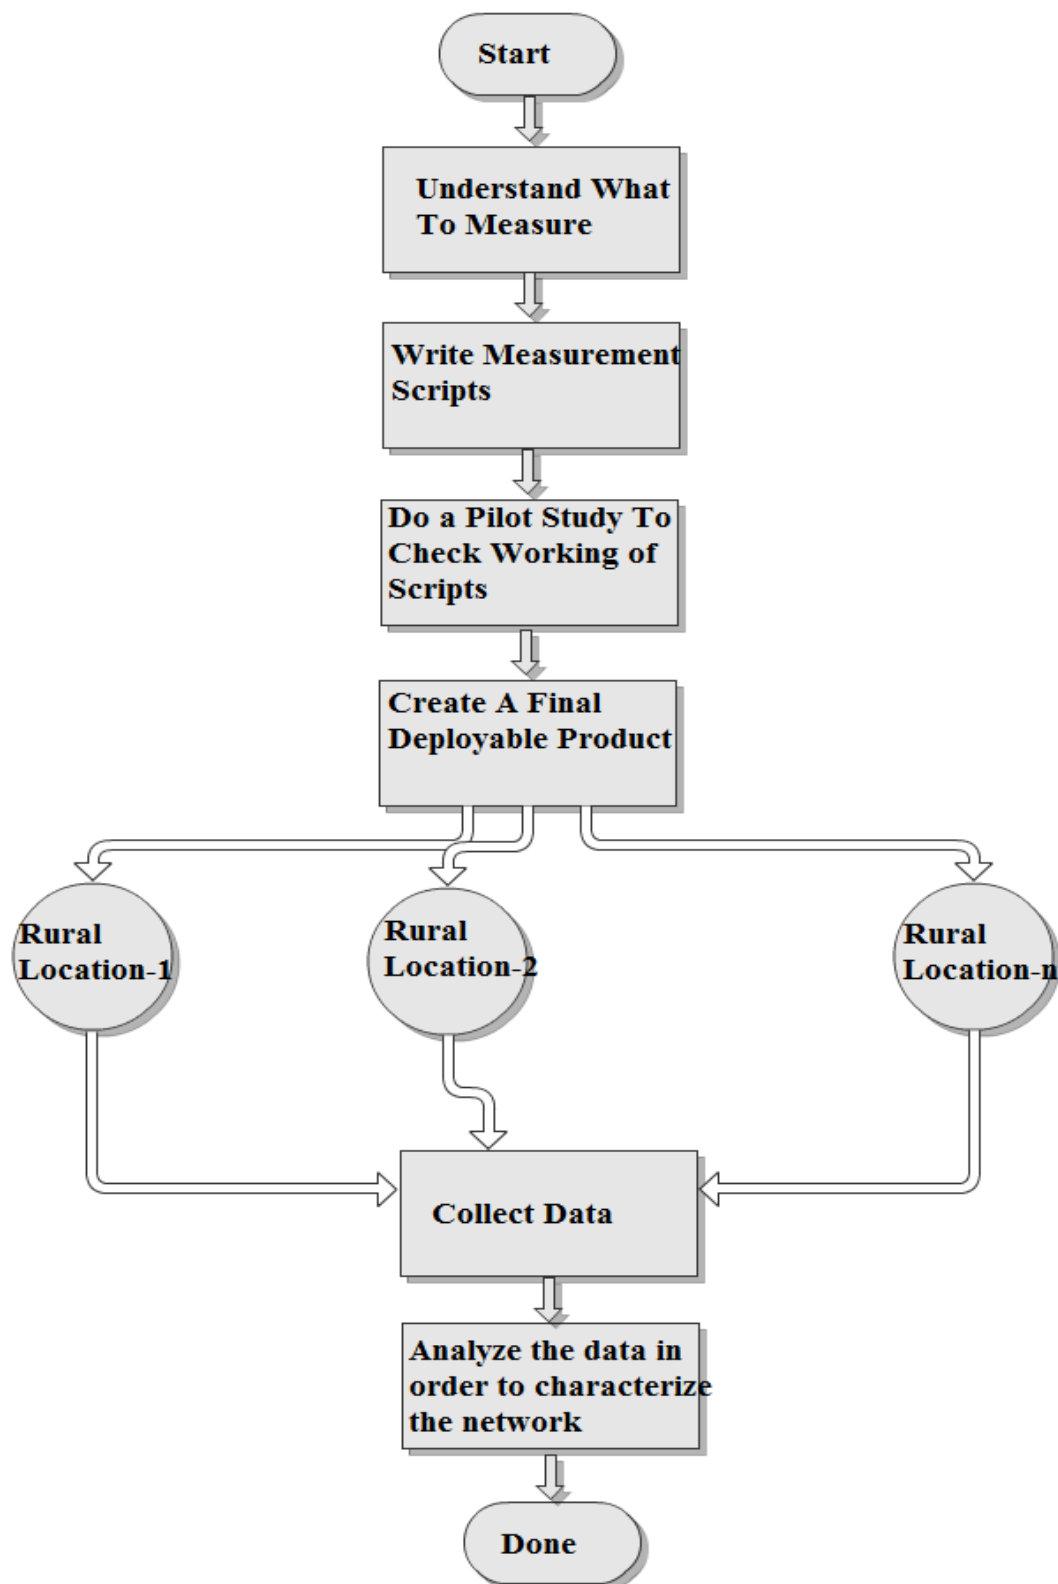 Start
Understand What
To Measure
Write Measurement
Scripts
Do a Pilot Study To
Check Working of
Scripts
Create A Final
Deployable Product
Rural
Location-1
Rural
Location-2
Rural
Location-n
Collect Data
Analyze the data in
order to characterize
the network
Done